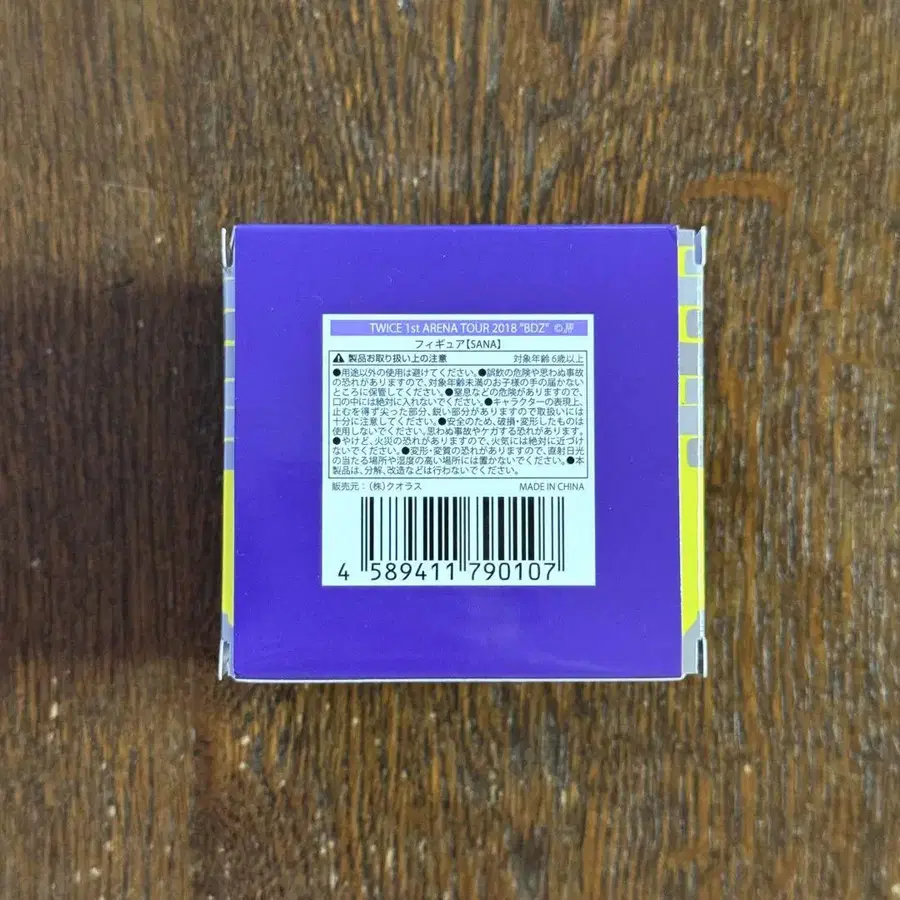 TWICE 1st ARENA TOUR 2018 "BDZ" ©JYP
フィギュア【SANA】
⚠ 製品お取り扱い上の注意 対象年齢6歳以上
●用途以外の使用は避けてください。●誤飲の危険や思わぬ事故
の恐れがありますので、対象年齢未満のお子様の手の届かない
ところに保管してください。●窒息などの危険がありますので、
口の中には絶対に入れないでください。●キャラクターの表現上、
止むを得ず尖った部分、鋭い部分がありますので取扱いには
十分に注意してください。●安全のため、破損・変形したものは
使用しないでください。思わぬ事故やケガする恐れがあります。
●やけど、火災の恐れがありますので、火気には絶対に近づけ
ないでください。●変形・変質の恐れがありますので、直射日光
の当たる場所や湿度の高い場所には置かないでください。●本
製品は、分解、改造などは行わないでください。
販売元:(株)クオラス MADE IN CHINA
4 589411 790107